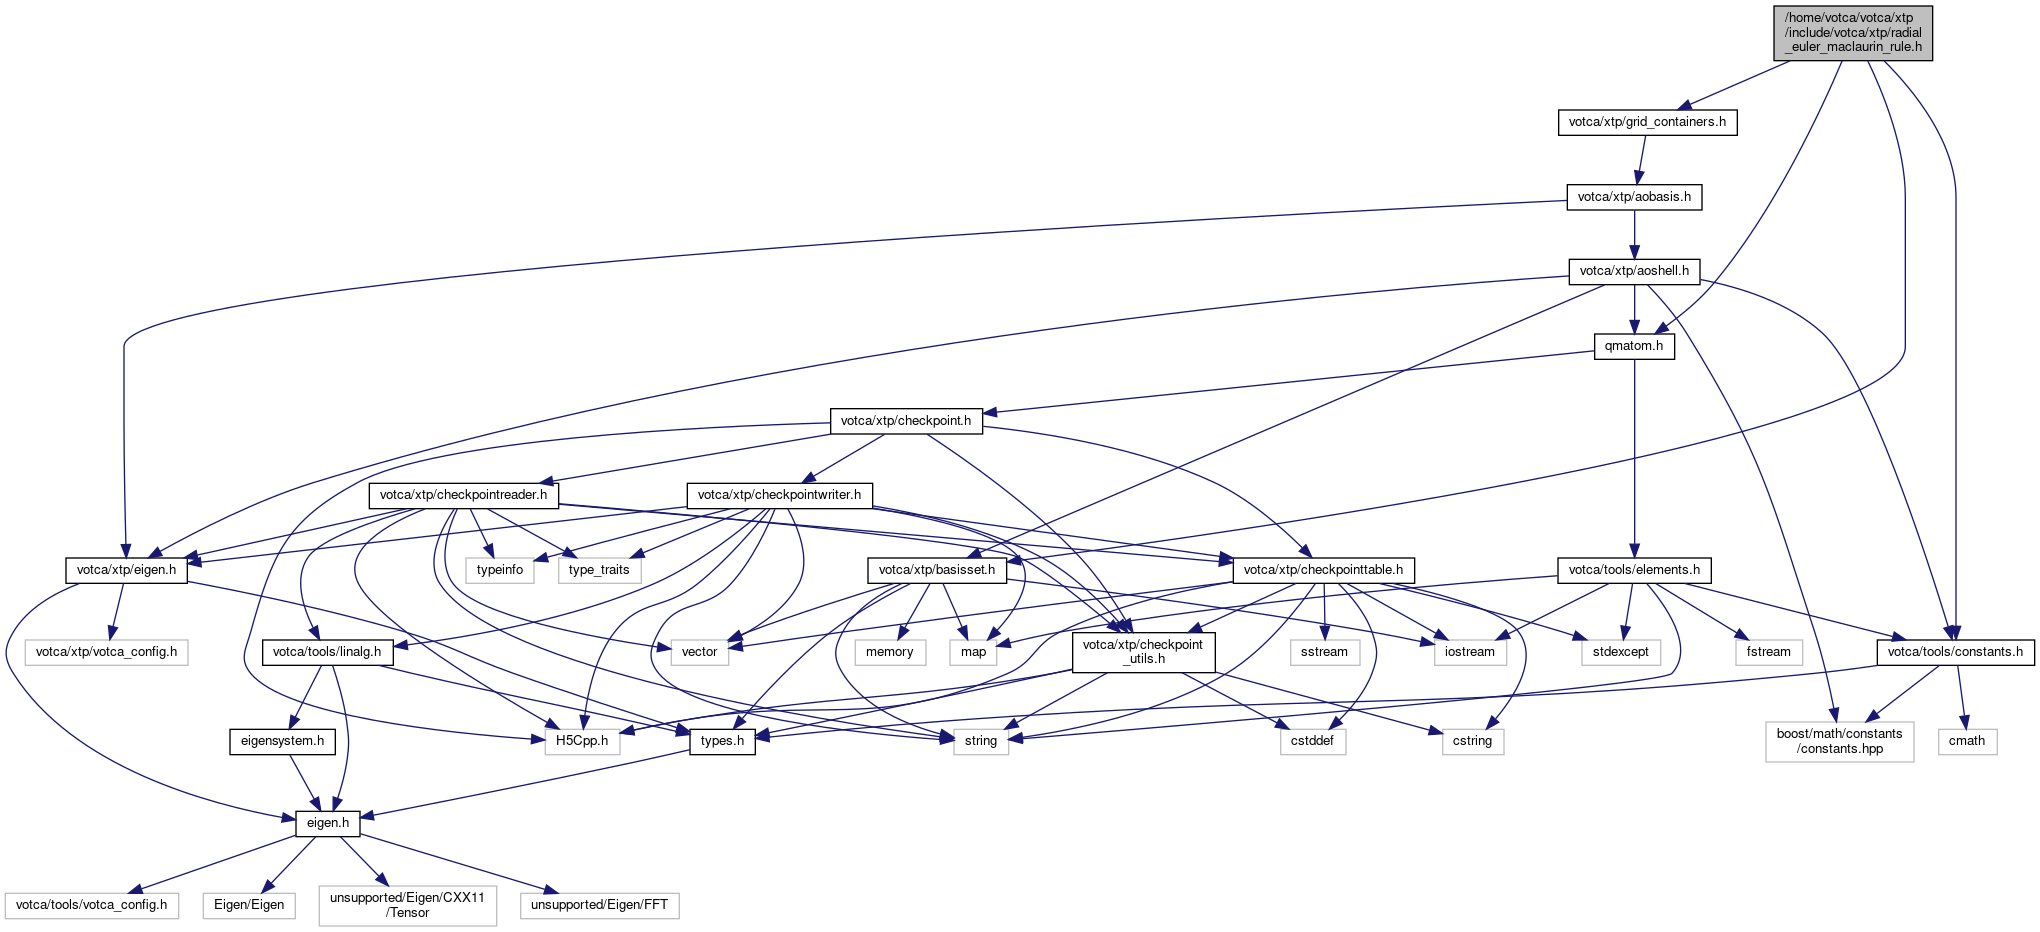 /home/votca/votca/xtp
/include/votca/xtp/radial
_euler_maclaurin_rule.h
votca/xtp/grid_containers.h
votca/xtp/aobasis.h
votca/xtp/aoshell.h
qmatom.h
votca/xtp/checkpoint.h
votca/xtp/checkpointreader.h
votca/xtp/checkpointwriter.h
votca/xtp/eigen.h
typeinfo
type_traits
votca/xtp/basisset.h
votca/xtp/checkpointtable.h
votca/tools/elements.h
votca/xtp/votca_config.h
votca/tools/linalg.h
vector
memory
map
votca/xtp/checkpoint
_utils.h
sstream
iostream
stdexcept
fstream
votca/tools/constants.h
eigensystem.h
H5Cpp.h
types.h
string
cstddef
cstring
boost/math/constants
/constants.hpp
cmath
eigen.h
votca/tools/votca_config.h
Eigen/Eigen
unsupported/Eigen/CXX11
/Tensor
unsupported/Eigen/FFT